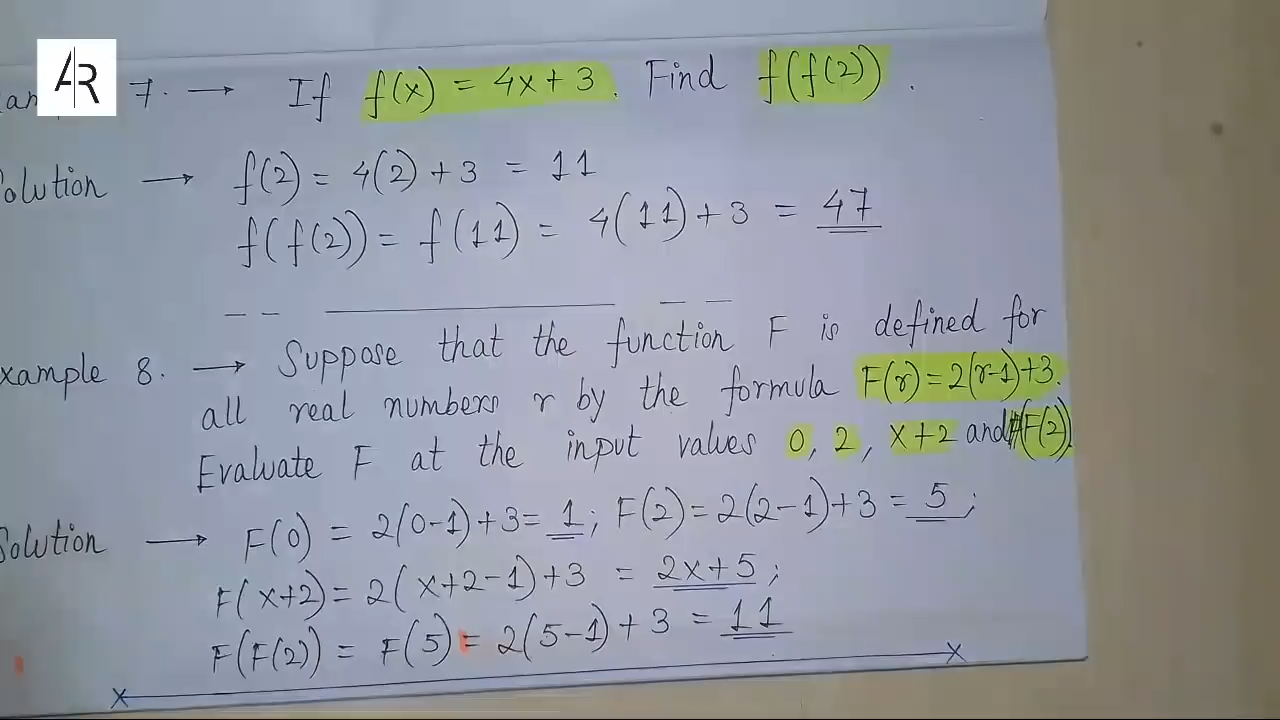 AR
7. → If f(x) = 4x + 3. Find f(f(2)).
olution → f(2) = 4(2) + 3 = 11
f(f(2)) = f(11) = 4(11) + 3 = 47
xample 8. → Suppose that the function F is defined for
all real numbers r by the formula F(r) = 2(r-1)+3.
Evaluate F at the input values 0, 2, x+2 and F(2).
Solution → F(0) = 2(0-1)+3 = 1; F(2) = 2(2-1)+3 = 5;
F(x+2) = 2(x+2-1)+3 = 2x+5;
F(F(2)) = F(5) = 2(5-1)+3 = 11